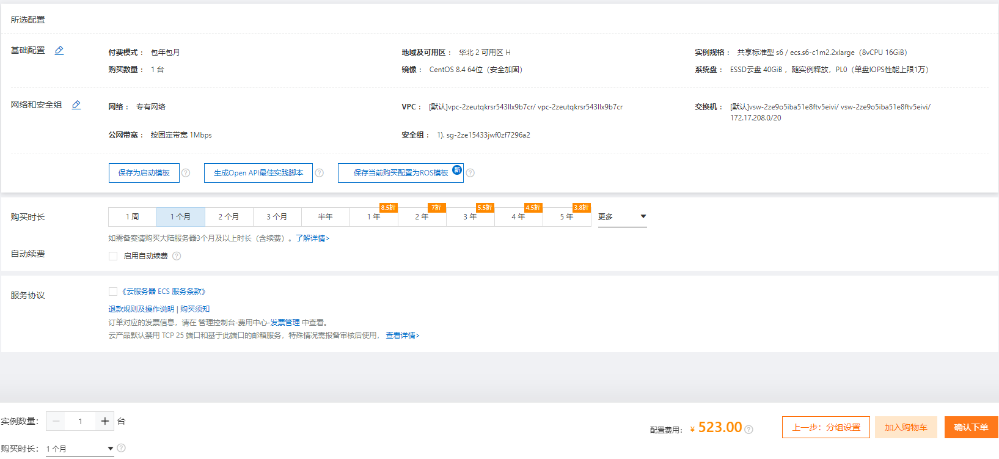 所选配置
基础配置
付费模式： 包年包月
地域及可用区： 华北 2 可用区 H
实例规格： 共享标准型 s6 / ecs.s6-c1m2.2xlarge（8vCPU 16GiB）
购买数量： 1 台
镜像： CentOS 8.4 64位（安全加固）
系统盘： ESSD云盘 40GiB ，随实例释放，PL0（单盘IOPS性能上限1万）
网络和安全组
网络： 专有网络
VPC： [默认]vpc-2zeutqkrsr543llx9b7cr/ vpc-2zeutqkrsr543llx9b7cr
交换机： [默认]vsw-2ze9o5iba51e8ftv5eivi/ vsw-2ze9o5iba51e8ftv5eivi/
172.17.208.0/20
公网带宽： 按固定带宽 1Mbps
安全组： 1). sg-2ze15433jwf0zf7296a2
保存为启动模板 ?
生成Open API最佳实践脚本 ?
保存当前购买配置为ROS模板 新 ?
购买时长
1 周
1 个月
2 个月
3 个月
半年
1 年 8.5折
2 年 7折
3 年 5.5折
4 年 4.5折
5 年 3.8折
更多
如需备案请购买大陆服务器3个月及以上时长（含续费）。了解详情>
自动续费
启用自动续费 ?
服务协议
《云服务器 ECS 服务条款》
退款规则及操作说明 | 购买须知
订单对应的发票信息，请在 管理控制台-费用中心-发票管理 中查看。
云产品默认禁用 TCP 25 端口和基于此端口的邮箱服务，特殊情况需报备审核后使用， 查看详情>
实例数量： − 1 + 台
购买时长： 1 个月 ?
配置费用： ¥ 523.00 ?
上一步：分组设置
加入购物车
确认下单